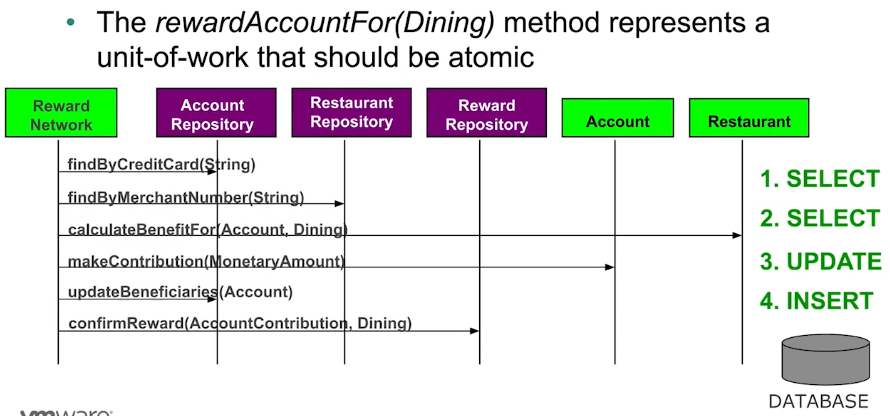 • The rewardAccountFor(Dining) method represents a
unit-of-work that should be atomic
Reward
Network
Account
Repository
Restaurant
Repository
Reward
Repository
Account
Restaurant
findByCreditCard(String)
findByMerchantNumber(String)
calculateBenefitFor(Account, Dining)
makeContribution(MonetaryAmount)
updateBeneficiaries(Account)
confirmReward(AccountContribution, Dining)
1. SELECT
2. SELECT
3. UPDATE
4. INSERT
DATABASE
vmware